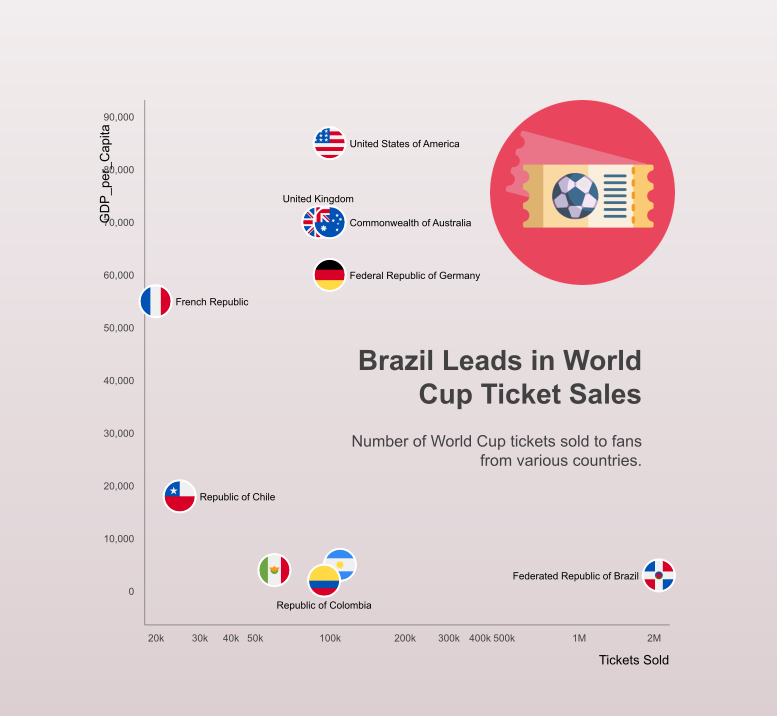 90,000
GDP_per_Capita
80,000
70,000
60,000
50,000
40,000
30,000
20,000
10,000
0
United States of America
United Kingdom
Commonwealth of Australia
Federal Republic of Germany
French Republic
Brazil Leads in World
Cup Ticket Sales
Number of World Cup tickets sold to fans
from various countries.
Republic of Chile
Federated Republic of Brazil
Republic of Colombia
20k 30k 40k 50k 100k 200k 300k 400k 500k 1M 2M
Tickets Sold